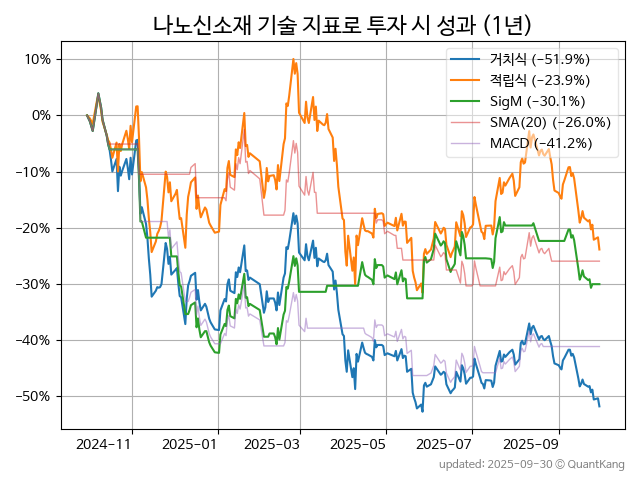 나노신소재 기술 지표로 투자 시 성과 (1년)
거치식 (−51.9%)
적립식 (−23.9%)
SigM (−30.1%)
SMA(20) (−26.0%)
MACD (−41.2%)
10%
0%
−10%
−20%
−30%
−40%
−50%
2024−11
2025−01
2025−03
2025−05
2025−07
2025−09
updated: 2025-09-30 © QuantKang